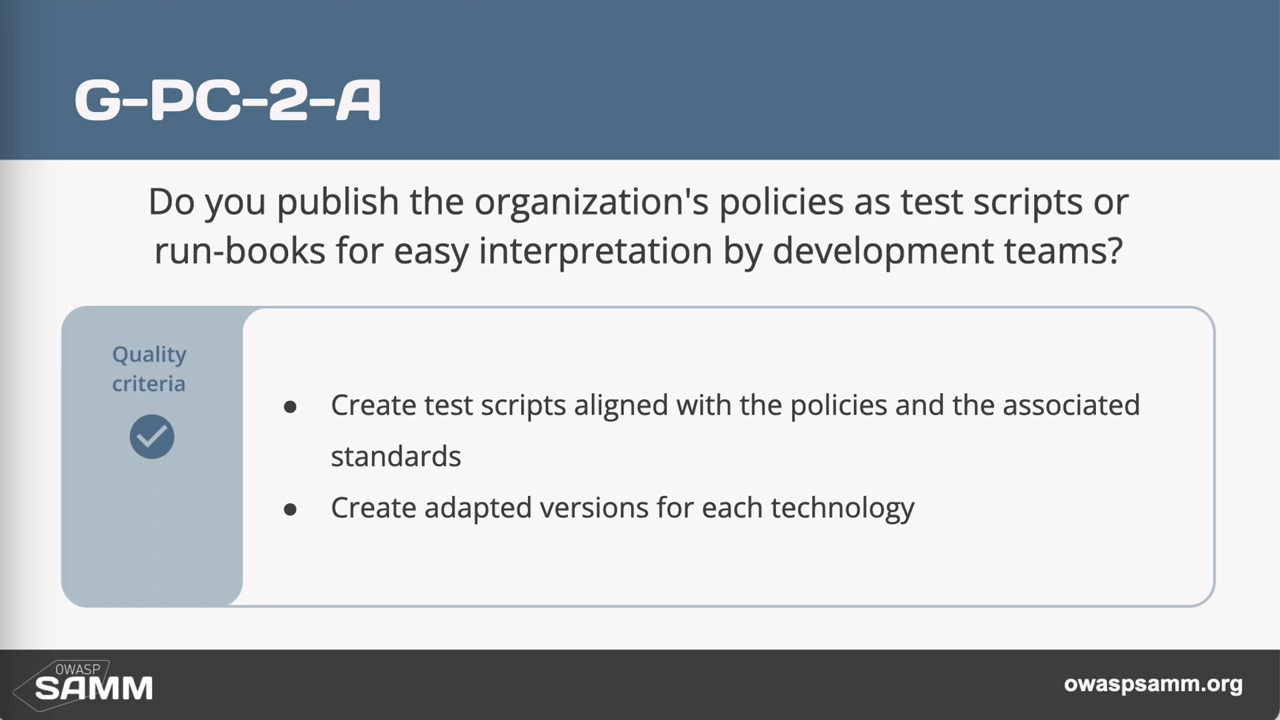 G-PC-2-A
Do you publish the organization's policies as test scripts or
run-books for easy interpretation by development teams?
Quality
criteria
● Create test scripts aligned with the policies and the associated
standards
● Create adapted versions for each technology
OWASP
SAMM
owaspsamm.org